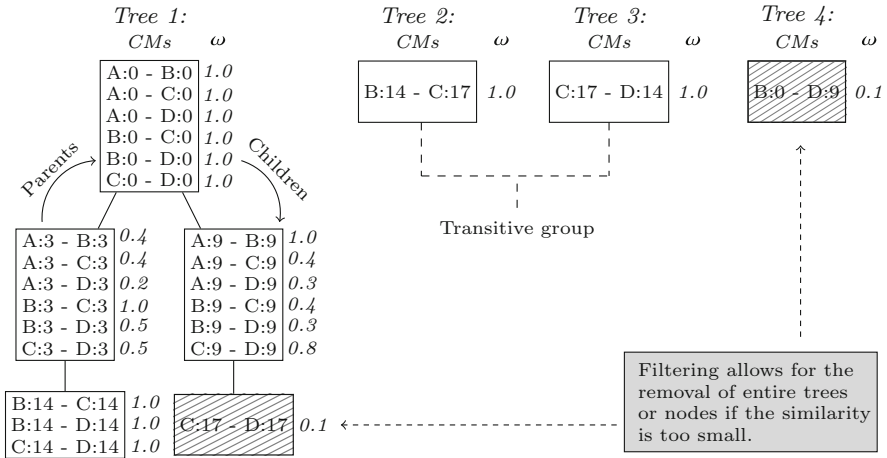 Tree 1:
CMs ω
A:0 - B:0 1.0
A:0 - C:0 1.0
A:0 - D:0 1.0
B:0 - C:0 1.0
B:0 - D:0 1.0
C:0 - D:0 1.0
Parents
Children
A:3 - B:3 0.4
A:3 - C:3 0.4
A:3 - D:3 0.2
B:3 - C:3 1.0
B:3 - D:3 0.5
C:3 - D:3 0.5
A:9 - B:9 1.0
A:9 - C:9 0.4
A:9 - D:9 0.3
B:9 - C:9 0.4
B:9 - D:9 0.3
C:9 - D:9 0.8
B:14 - C:14 1.0
B:14 - D:14 1.0
C:14 - D:14 1.0
C:17 - D:17 0.1
Tree 2:
CMs ω
B:14 - C:17 1.0
Tree 3:
CMs ω
C:17 - D:14 1.0
Transitive group
Tree 4:
CMs ω
B:0 - D:9 0.1
Filtering allows for the
removal of entire trees
or nodes if the similarity
is too small.